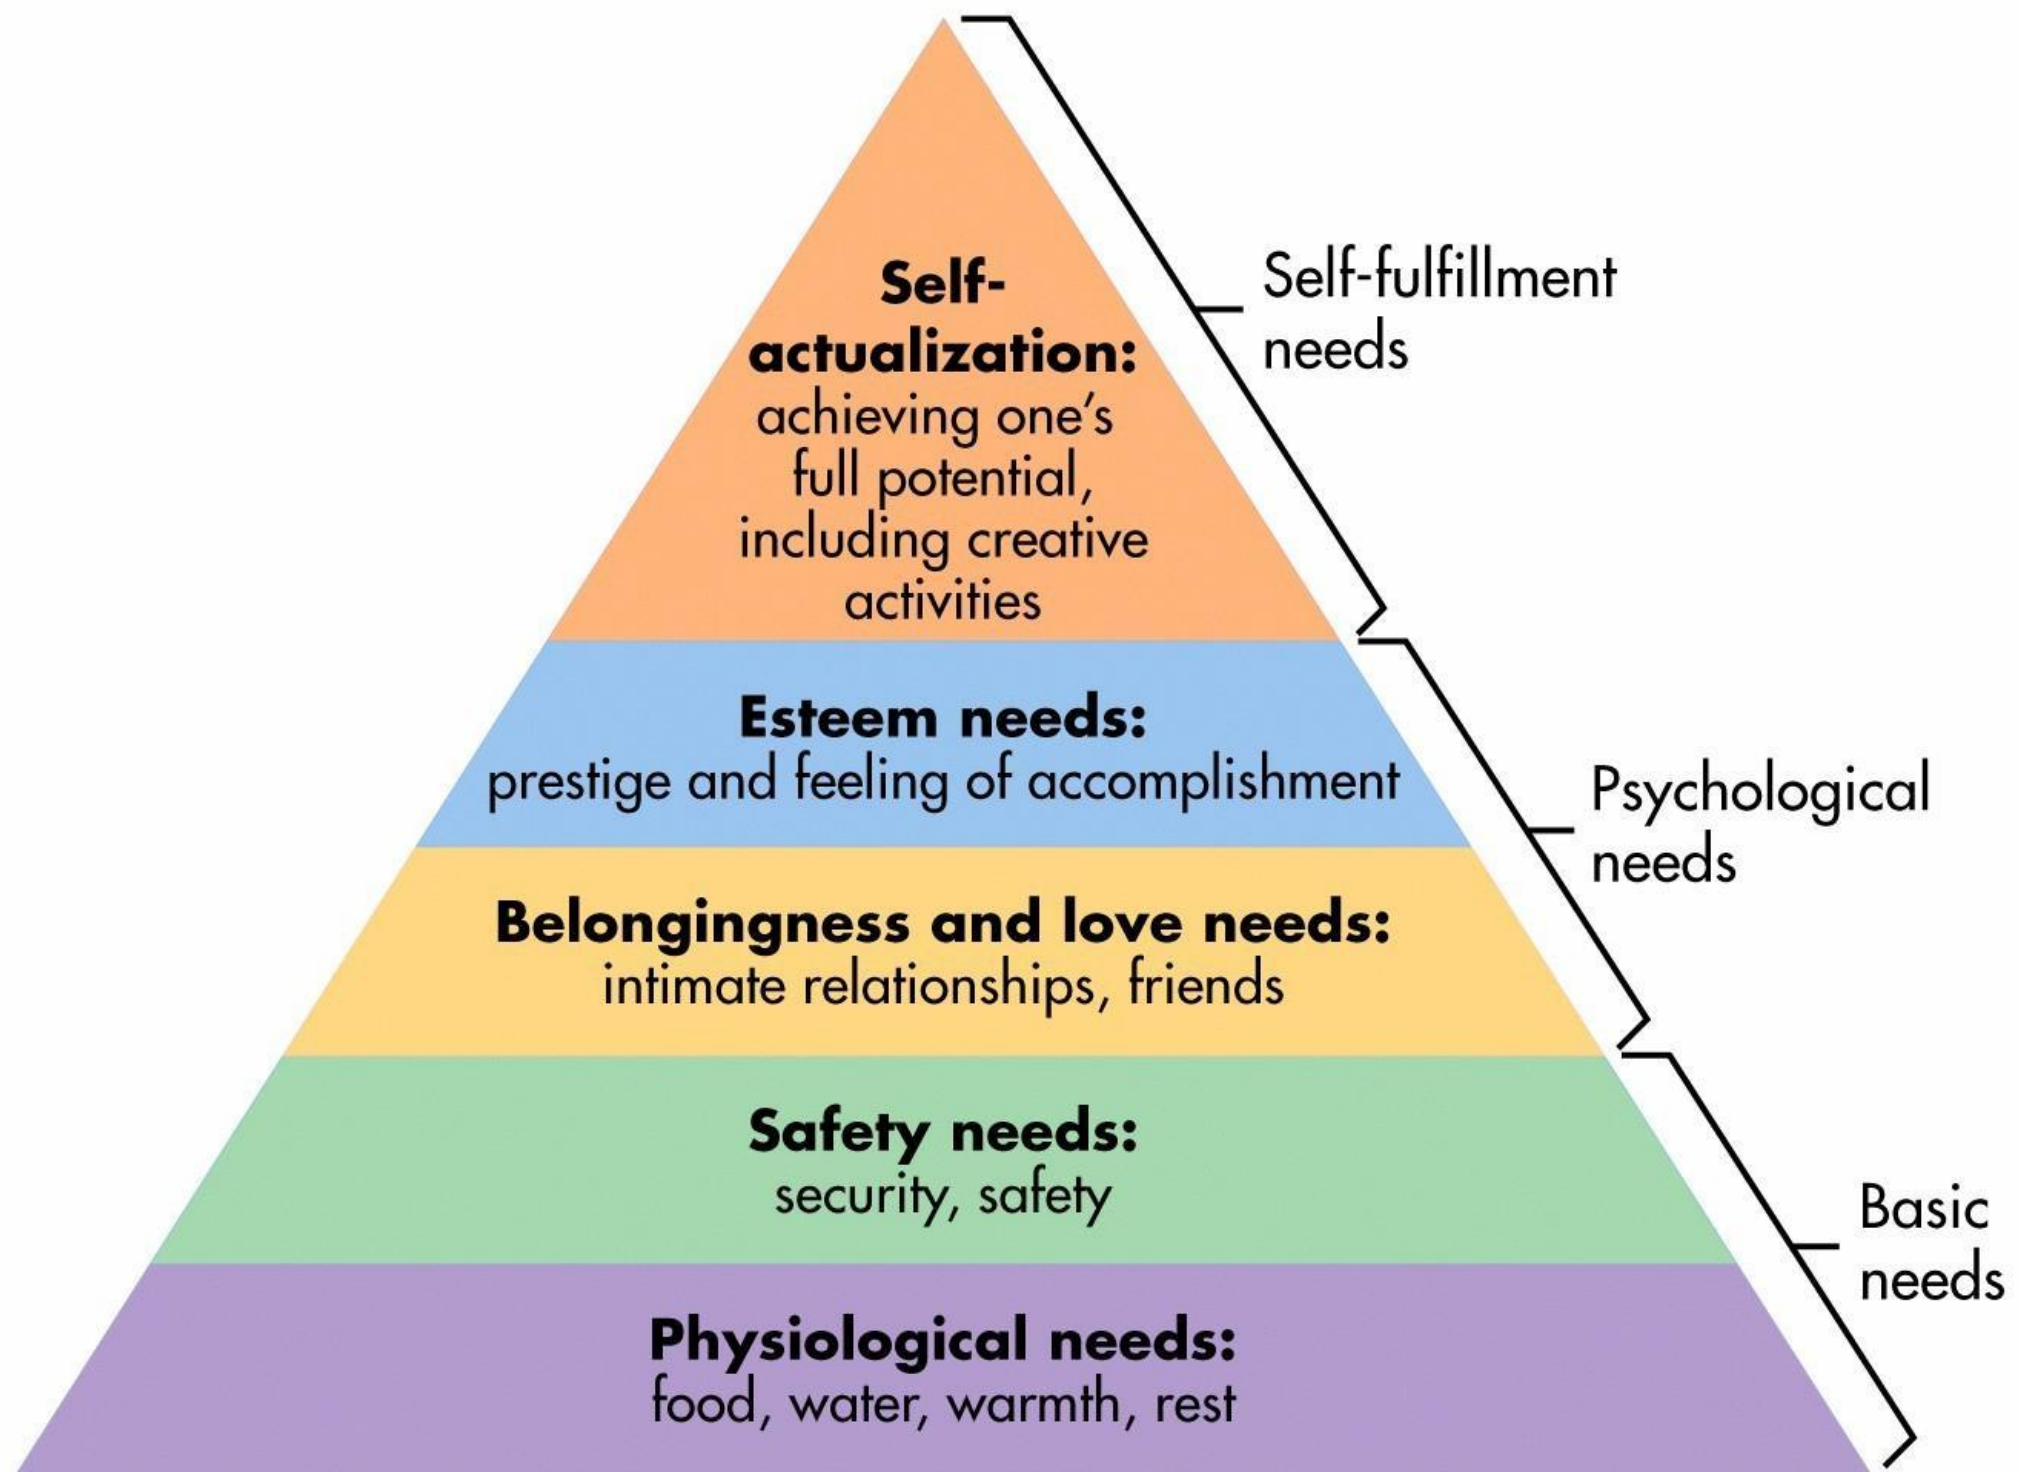 Self-
actualization:
achieving one's
full potential,
including creative
activities
Self-fulfillment
needs
Esteem needs:
prestige and feeling of accomplishment
Psychological
needs
Belongingness and love needs:
intimate relationships, friends
Safety needs:
security, safety
Basic
needs
Physiological needs:
food, water, warmth, rest